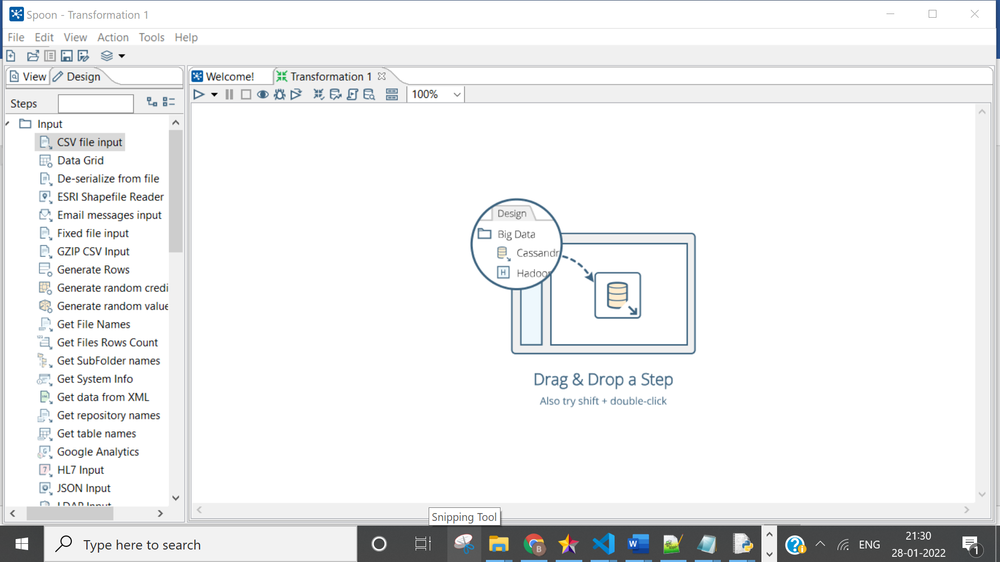 Spoon - Transformation 1
File Edit View Action Tools Help
View Design
Welcome! Transformation 1
100%
Steps
Input
CSV file input
Data Grid
De-serialize from file
ESRI Shapefile Reader
Email messages input
Fixed file input
GZIP CSV Input
Generate Rows
Generate random credi
Generate random value
Get File Names
Get Files Rows Count
Get SubFolder names
Get System Info
Get data from XML
Get repository names
Get table names
Google Analytics
HL7 Input
JSON Input
LDAP Input
Design
Big Data
Cassandr
Hadoop
Drag & Drop a Step
Also try shift + double-click
Snipping Tool
Type here to search
ENG
21:30
28-01-2022
1